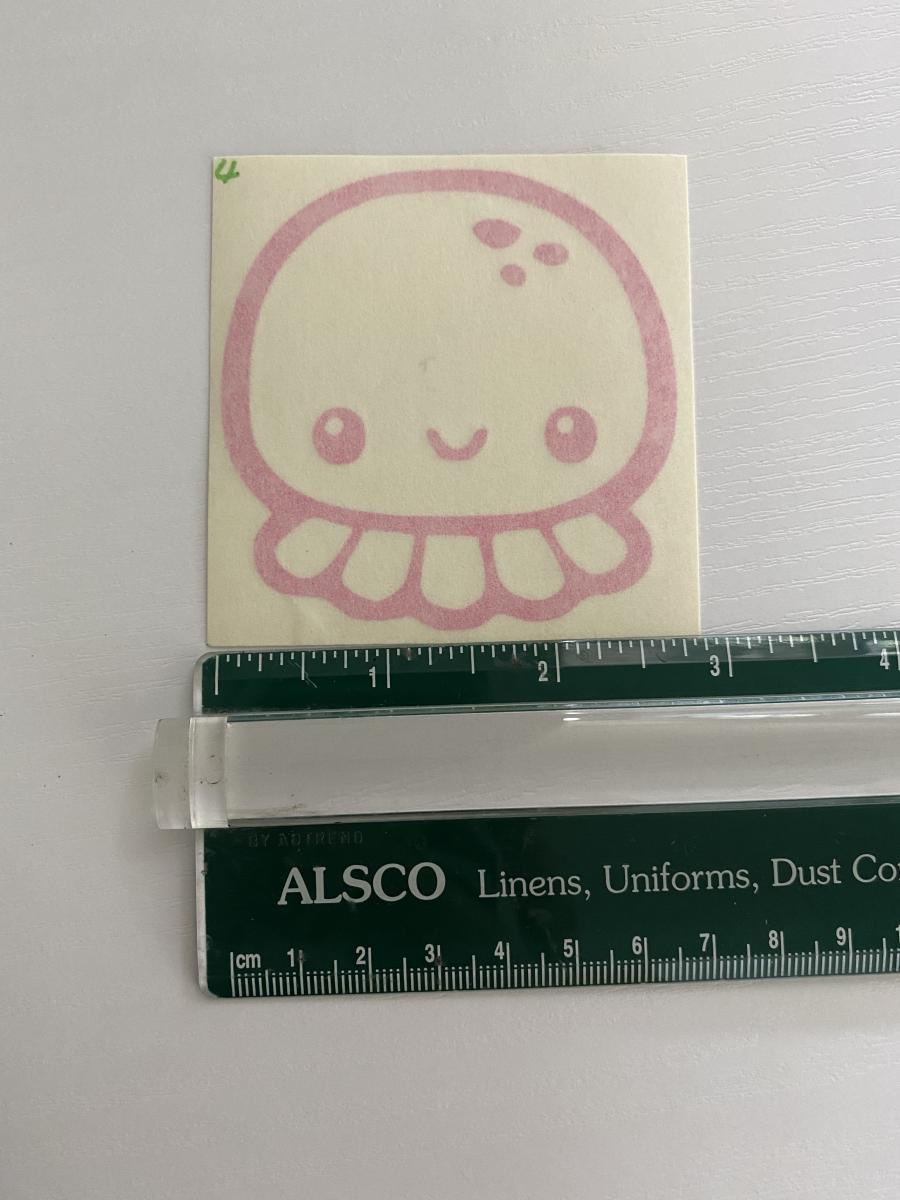 4
1 2 3 4
BY ADTREND
ALSCO Linens, Uniforms, Dust Co
cm 1 2 3 4 5 6 7 8 9 1